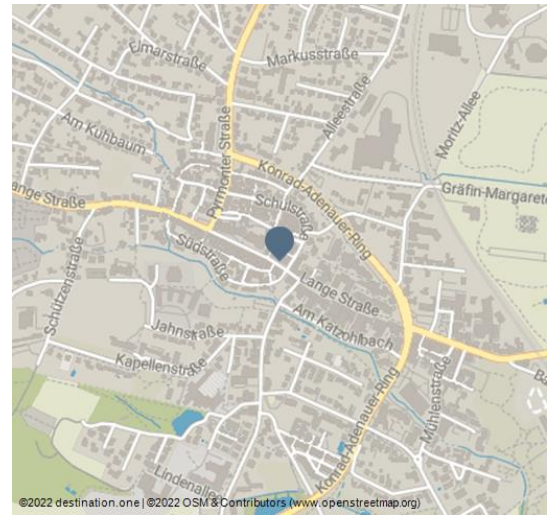 Elmarstraße
Markusstraße
Alleestraße
Moritz-Allee
Am Kuhbaum
Pyrmonter Straße
Konrad-Adenauer-Ring
Gräfin-Margarete
Lange Straße
Schulstraße
Südstraße
Schützenstraße
Lange Straße
Am Katzohlbach
Jahnstraße
Kapellenstraße
Mühlenstraße
Konrad-Adenauer-Ring
Ba
Lindenallee
©2022 destination.one | ©2022 OSM & Contributors (www.openstreetmap.org)